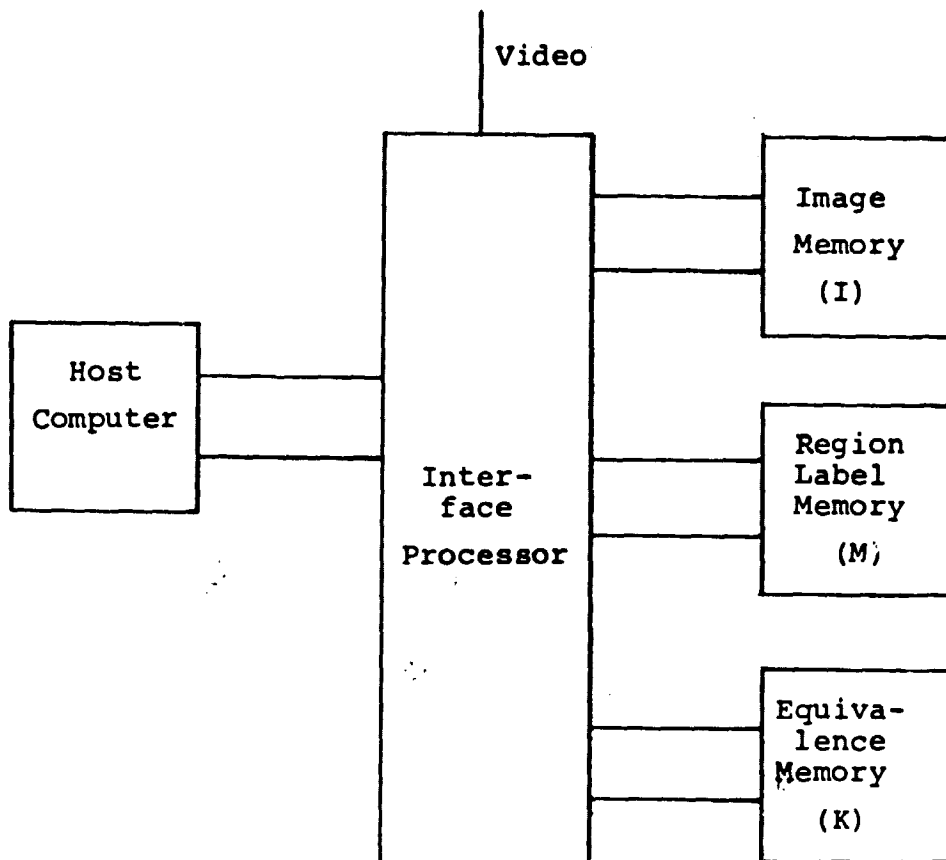 Video
Image
Memory
(I)
Host
Computer
Inter-
face
Processor
Region
Label
Memory
(M)
Equiva-
lence
Memory
(K)